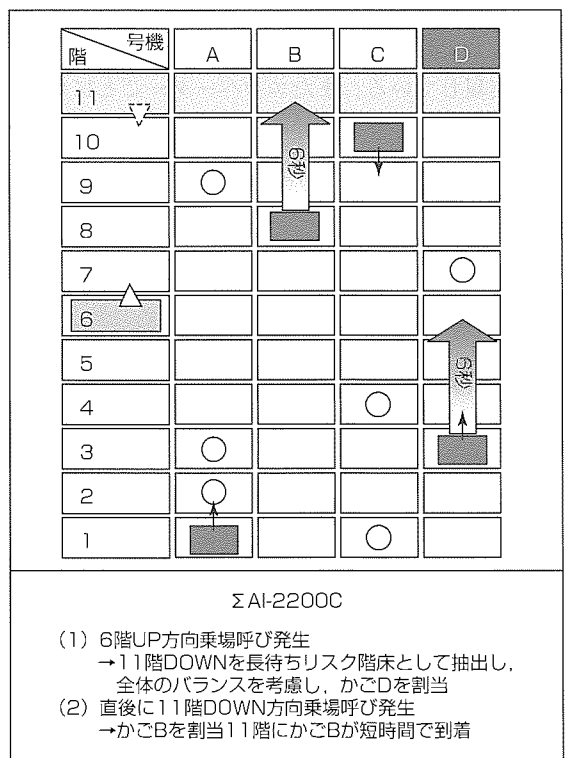 号機
階
A B C D
11
10
6秒
9
8
7
6
6秒
5
4
3
2
1
ΣAI-2200C
(1) 6階UP方向乗場呼び発生
→11階DOWNを長待ちリスク階床として抽出し,
全体のバランスを考慮し,かごDを割当
(2) 直後に11階DOWN方向乗場呼び発生
→かごBを割当11階にかごBが短時間で到着